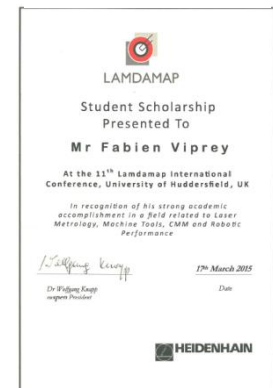 LAMDAMAP
Student Scholarship
Presented To
Mr Fabien Viprey
At the 11th Lamdamap International
Conference, University of Huddersfield, UK
In recognition of his strong academic
accomplishment in a field related to Laser
Metrology, Machine Tools, CMM and Robotic
Performance
17th March 2015
Dr Wolfgang Knapp
Date
euspen President
HEIDENHAIN